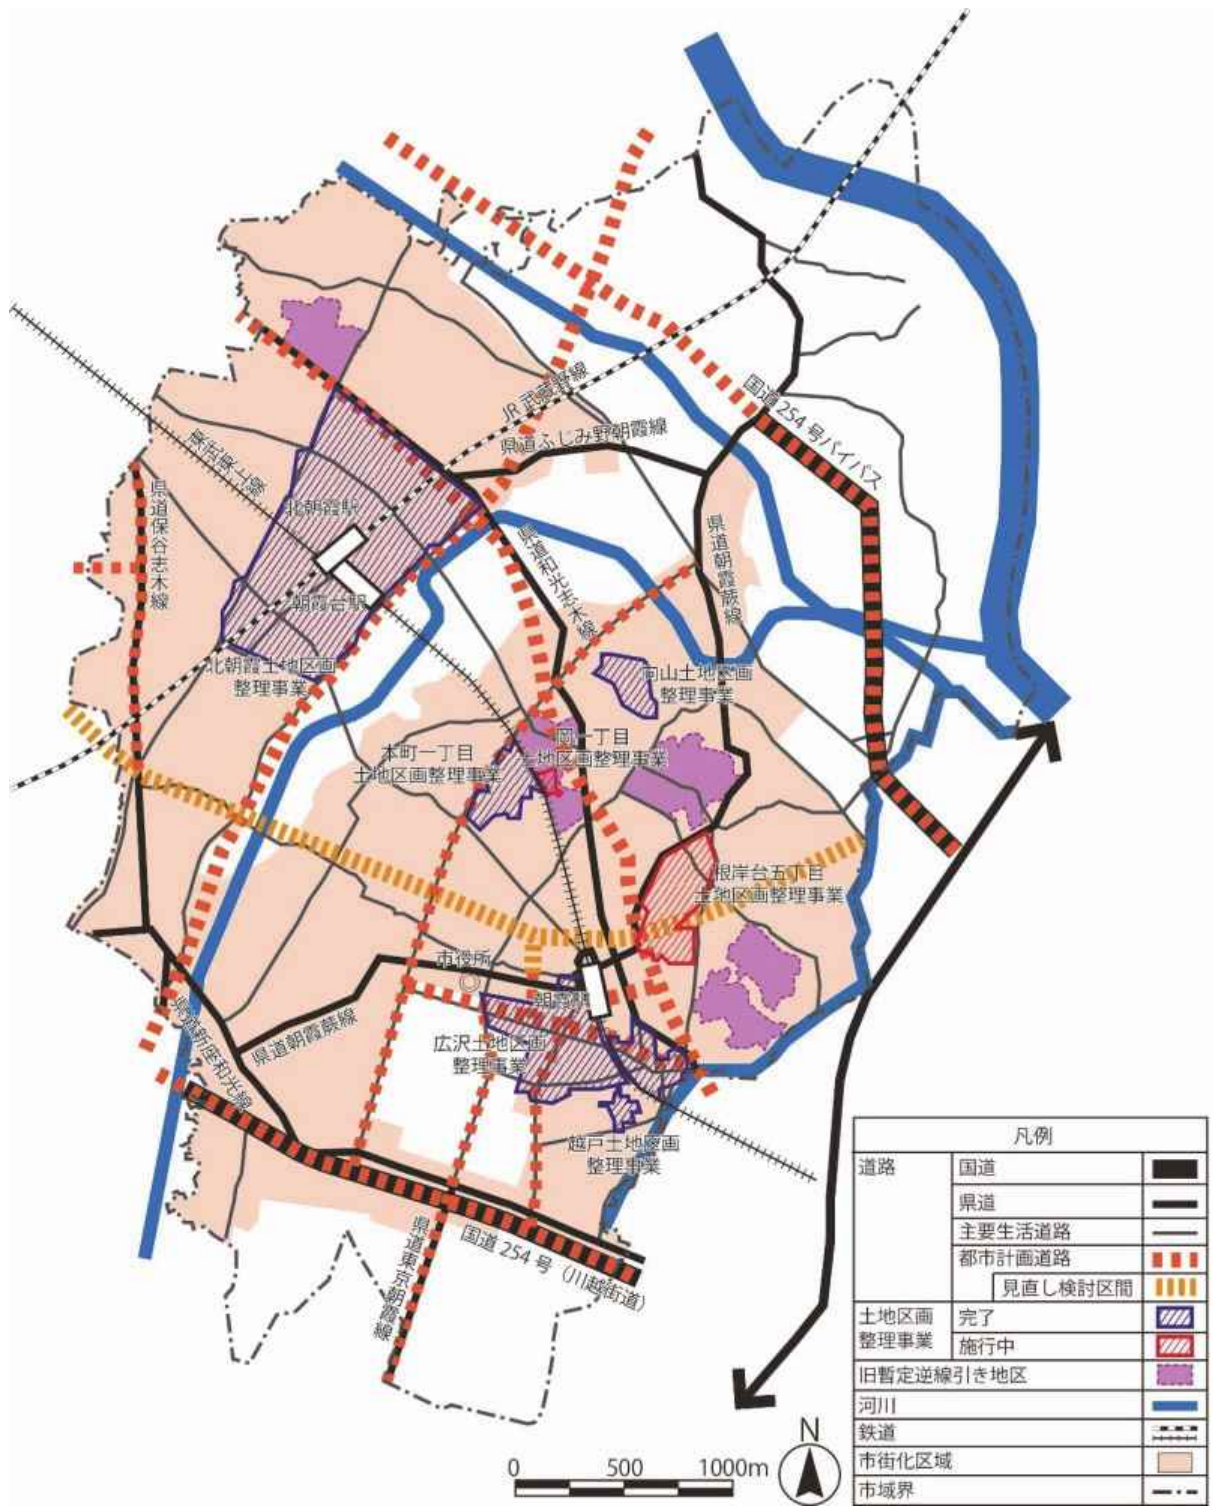 JR武蔵野線
県道ふじみ野朝霞線
国道254号バイパス
東武東上線
北朝霞駅
県道保谷志木線
県道和光志木線
県道朝霞蕨線
朝霞台駅
北朝霞土地区画
整理事業
向山土地区画
整理事業
岡一丁目
土地区画整理事業
本町一丁目
土地区画整理事業
根岸台五丁目
土地区画整理事業
市役所
朝霞駅
県道新座和光線
県道朝霞蕨線
広沢土地区画
整理事業
越戸土地区画
整理事業
県道東京朝霞線
国道254号（川越街道）
凡例
道路
国道
県道
主要生活道路
都市計画道路
見直し検討区間
土地区画
整理事業
完了
施行中
旧暫定逆線引き地区
河川
鉄道
市街化区域
市域界
N
0 500 1000m